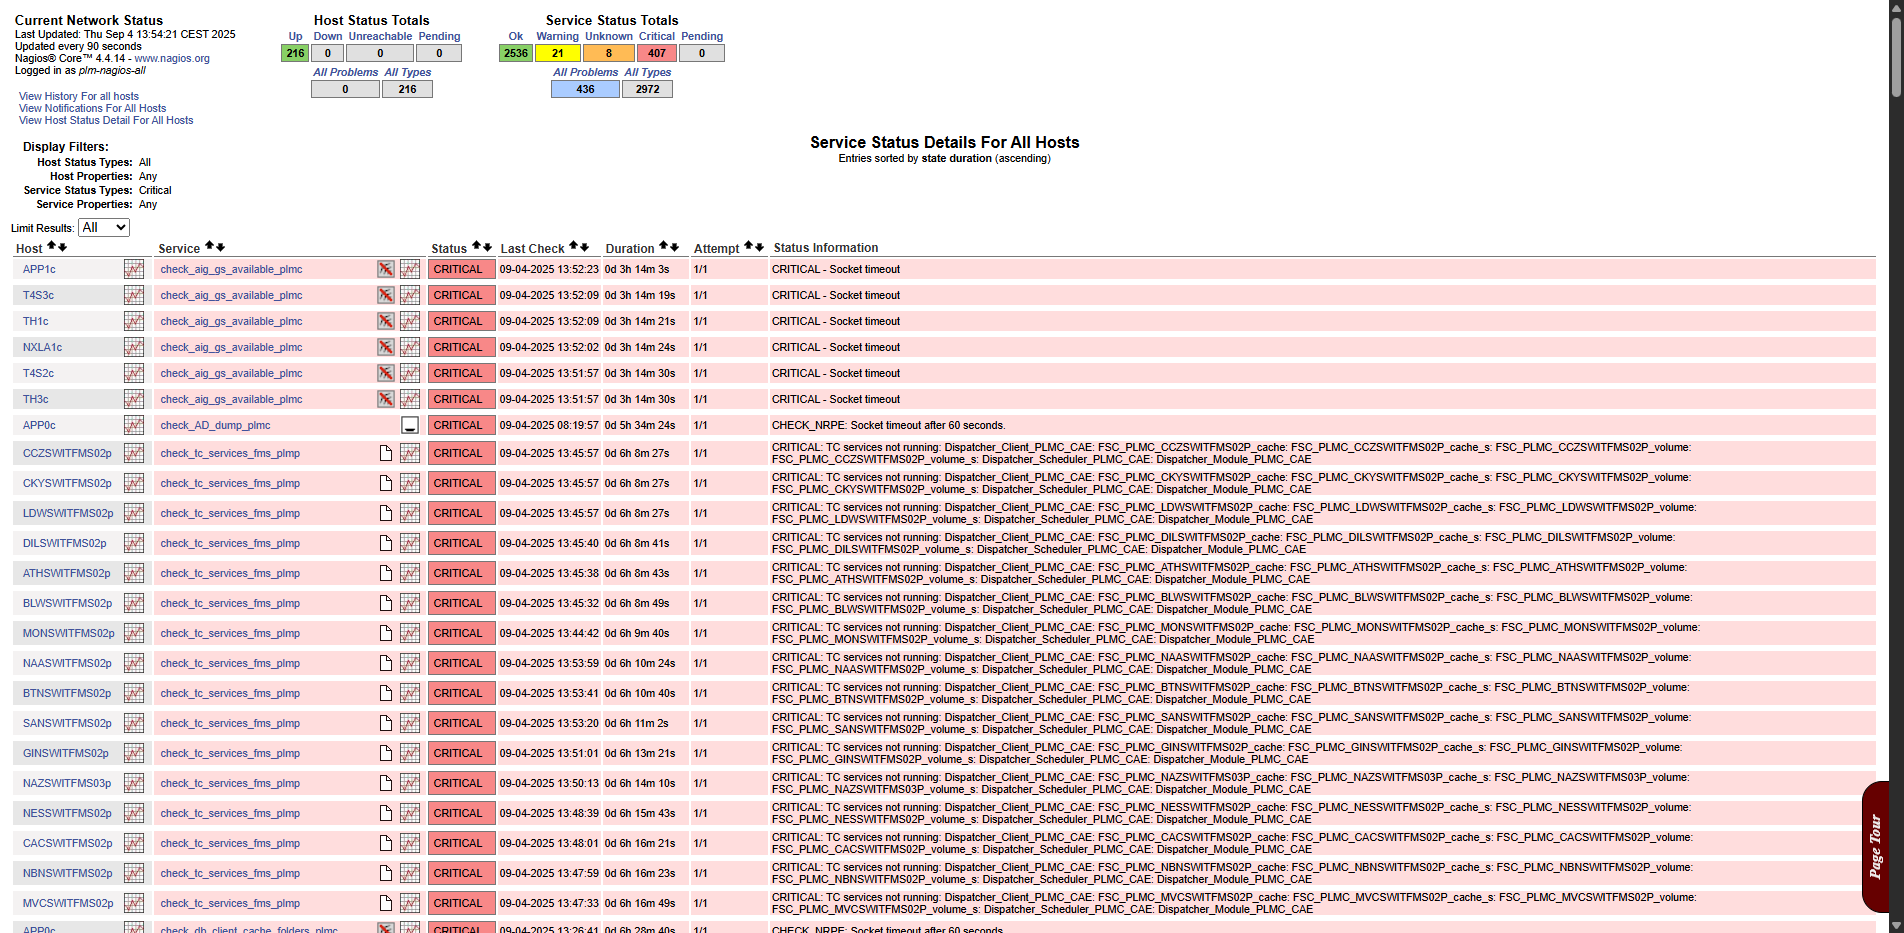 Current Network Status
Last Updated: Thu Sep 4 13:54:21 CEST 2025
Updated every 90 seconds
Nagios® Core™ 4.4.14 - www.nagios.org
Logged in as plm-nagios-all
View History For all hosts
View Notifications For All Hosts
View Host Status Detail For All Hosts
Host Status Totals
Up Down Unreachable Pending
216 0 0 0
All Problems All Types
0 216
Service Status Totals
Ok Warning Unknown Critical Pending
2536 21 8 407 0
All Problems All Types
436 2972
Display Filters:
Host Status Types: All
Host Properties: Any
Service Status Types: Critical
Service Properties: Any
Service Status Details For All Hosts
Entries sorted by state duration (ascending)
Limit Results: All
Host Service Status Last Check Duration Attempt Status Information
APP1c check_aig_gs_available_plmc CRITICAL 09-04-2025 13:52:23 0d 3h 14m 3s 1/1 CRITICAL - Socket timeout
T4S3c check_aig_gs_available_plmc CRITICAL 09-04-2025 13:52:09 0d 3h 14m 19s 1/1 CRITICAL - Socket timeout
TH1c check_aig_gs_available_plmc CRITICAL 09-04-2025 13:52:09 0d 3h 14m 21s 1/1 CRITICAL - Socket timeout
NXLA1c check_aig_gs_available_plmc CRITICAL 09-04-2025 13:52:02 0d 3h 14m 24s 1/1 CRITICAL - Socket timeout
T4S2c check_aig_gs_available_plmc CRITICAL 09-04-2025 13:51:57 0d 3h 14m 30s 1/1 CRITICAL - Socket timeout
TH3c check_aig_gs_available_plmc CRITICAL 09-04-2025 13:51:57 0d 3h 14m 30s 1/1 CRITICAL - Socket timeout
APP0c check_AD_dump_plmc CRITICAL 09-04-2025 08:19:57 0d 5h 34m 24s 1/1 CHECK_NRPE: Socket timeout after 60 seconds.
CCZSWITFMS02p check_tc_services_fms_plmp CRITICAL 09-04-2025 13:45:57 0d 6h 8m 27s 1/1 CRITICAL: TC services not running: Dispatcher_Client_PLMC_CAE: FSC_PLMC_CCZSWITFMS02P_cache: FSC_PLMC_CCZSWITFMS02P_cache_s: FSC_PLMC_CCZSWITFMS02P_volume:
FSC_PLMC_CCZSWITFMS02P_volume_s: Dispatcher_Scheduler_PLMC_CAE: Dispatcher_Module_PLMC_CAE
CKYSWITFMS02p check_tc_services_fms_plmp CRITICAL 09-04-2025 13:45:57 0d 6h 8m 27s 1/1 CRITICAL: TC services not running: Dispatcher_Client_PLMC_CAE: FSC_PLMC_CKYSWITFMS02P_cache: FSC_PLMC_CKYSWITFMS02P_cache_s: FSC_PLMC_CKYSWITFMS02P_volume:
FSC_PLMC_CKYSWITFMS02P_volume_s: Dispatcher_Scheduler_PLMC_CAE: Dispatcher_Module_PLMC_CAE
LDWSWITFMS02p check_tc_services_fms_plmp CRITICAL 09-04-2025 13:45:57 0d 6h 8m 27s 1/1 CRITICAL: TC services not running: Dispatcher_Client_PLMC_CAE: FSC_PLMC_LDWSWITFMS02P_cache: FSC_PLMC_LDWSWITFMS02P_cache_s: FSC_PLMC_LDWSWITFMS02P_volume:
FSC_PLMC_LDWSWITFMS02P_volume_s: Dispatcher_Scheduler_PLMC_CAE: Dispatcher_Module_PLMC_CAE
DILSWITFMS02p check_tc_services_fms_plmp CRITICAL 09-04-2025 13:45:40 0d 6h 8m 41s 1/1 CRITICAL: TC services not running: Dispatcher_Client_PLMC_CAE: FSC_PLMC_DILSWITFMS02P_cache: FSC_PLMC_DILSWITFMS02P_cache_s: FSC_PLMC_DILSWITFMS02P_volume:
FSC_PLMC_DILSWITFMS02P_volume_s: Dispatcher_Scheduler_PLMC_CAE: Dispatcher_Module_PLMC_CAE
ATHSWITFMS02p check_tc_services_fms_plmp CRITICAL 09-04-2025 13:45:38 0d 6h 8m 43s 1/1 CRITICAL: TC services not running: Dispatcher_Client_PLMC_CAE: FSC_PLMC_ATHSWITFMS02P_cache: FSC_PLMC_ATHSWITFMS02P_cache_s: FSC_PLMC_ATHSWITFMS02P_volume:
FSC_PLMC_ATHSWITFMS02P_volume_s: Dispatcher_Scheduler_PLMC_CAE: Dispatcher_Module_PLMC_CAE
BLWSWITFMS02p check_tc_services_fms_plmp CRITICAL 09-04-2025 13:45:32 0d 6h 8m 49s 1/1 CRITICAL: TC services not running: Dispatcher_Client_PLMC_CAE: FSC_PLMC_BLWSWITFMS02P_cache: FSC_PLMC_BLWSWITFMS02P_cache_s: FSC_PLMC_BLWSWITFMS02P_volume:
FSC_PLMC_BLWSWITFMS02P_volume_s: Dispatcher_Scheduler_PLMC_CAE: Dispatcher_Module_PLMC_CAE
MONSWITFMS02p check_tc_services_fms_plmp CRITICAL 09-04-2025 13:44:42 0d 6h 9m 40s 1/1 CRITICAL: TC services not running: Dispatcher_Client_PLMC_CAE: FSC_PLMC_MONSWITFMS02P_cache: FSC_PLMC_MONSWITFMS02P_cache_s: FSC_PLMC_MONSWITFMS02P_volume:
FSC_PLMC_MONSWITFMS02P_volume_s: Dispatcher_Scheduler_PLMC_CAE: Dispatcher_Module_PLMC_CAE
NAASWITFMS02p check_tc_services_fms_plmp CRITICAL 09-04-2025 13:53:59 0d 6h 10m 24s 1/1 CRITICAL: TC services not running: Dispatcher_Client_PLMC_CAE: FSC_PLMC_NAASWITFMS02P_cache: FSC_PLMC_NAASWITFMS02P_cache_s: FSC_PLMC_NAASWITFMS02P_volume:
FSC_PLMC_NAASWITFMS02P_volume_s: Dispatcher_Scheduler_PLMC_CAE: Dispatcher_Module_PLMC_CAE
BTNSWITFMS02p check_tc_services_fms_plmp CRITICAL 09-04-2025 13:53:41 0d 6h 10m 40s 1/1 CRITICAL: TC services not running: Dispatcher_Client_PLMC_CAE: FSC_PLMC_BTNSWITFMS02P_cache: FSC_PLMC_BTNSWITFMS02P_cache_s: FSC_PLMC_BTNSWITFMS02P_volume:
FSC_PLMC_BTNSWITFMS02P_volume_s: Dispatcher_Scheduler_PLMC_CAE: Dispatcher_Module_PLMC_CAE
SANSWITFMS02p check_tc_services_fms_plmp CRITICAL 09-04-2025 13:53:20 0d 6h 11m 2s 1/1 CRITICAL: TC services not running: Dispatcher_Client_PLMC_CAE: FSC_PLMC_SANSWITFMS02P_cache: FSC_PLMC_SANSWITFMS02P_cache_s: FSC_PLMC_SANSWITFMS02P_volume:
FSC_PLMC_SANSWITFMS02P_volume_s: Dispatcher_Scheduler_PLMC_CAE: Dispatcher_Module_PLMC_CAE
GINSWITFMS02p check_tc_services_fms_plmp CRITICAL 09-04-2025 13:51:01 0d 6h 13m 21s 1/1 CRITICAL: TC services not running: Dispatcher_Client_PLMC_CAE: FSC_PLMC_GINSWITFMS02P_cache: FSC_PLMC_GINSWITFMS02P_cache_s: FSC_PLMC_GINSWITFMS02P_volume:
FSC_PLMC_GINSWITFMS02P_volume_s: Dispatcher_Scheduler_PLMC_CAE: Dispatcher_Module_PLMC_CAE
NAZSWITFMS03p check_tc_services_fms_plmp CRITICAL 09-04-2025 13:50:13 0d 6h 14m 10s 1/1 CRITICAL: TC services not running: Dispatcher_Client_PLMC_CAE: FSC_PLMC_NAZSWITFMS03P_cache: FSC_PLMC_NAZSWITFMS03P_cache_s: FSC_PLMC_NAZSWITFMS03P_volume:
FSC_PLMC_NAZSWITFMS03P_volume_s: Dispatcher_Scheduler_PLMC_CAE: Dispatcher_Module_PLMC_CAE
NESSWITFMS02p check_tc_services_fms_plmp CRITICAL 09-04-2025 13:48:39 0d 6h 15m 43s 1/1 CRITICAL: TC services not running: Dispatcher_Client_PLMC_CAE: FSC_PLMC_NESSWITFMS02P_cache: FSC_PLMC_NESSWITFMS02P_cache_s: FSC_PLMC_NESSWITFMS02P_volume:
FSC_PLMC_NESSWITFMS02P_volume_s: Dispatcher_Scheduler_PLMC_CAE: Dispatcher_Module_PLMC_CAE
CACSWITFMS02p check_tc_services_fms_plmp CRITICAL 09-04-2025 13:48:01 0d 6h 16m 21s 1/1 CRITICAL: TC services not running: Dispatcher_Client_PLMC_CAE: FSC_PLMC_CACSWITFMS02P_cache: FSC_PLMC_CACSWITFMS02P_cache_s: FSC_PLMC_CACSWITFMS02P_volume:
FSC_PLMC_CACSWITFMS02P_volume_s: Dispatcher_Scheduler_PLMC_CAE: Dispatcher_Module_PLMC_CAE
NBNSWITFMS02p check_tc_services_fms_plmp CRITICAL 09-04-2025 13:47:59 0d 6h 16m 23s 1/1 CRITICAL: TC services not running: Dispatcher_Client_PLMC_CAE: FSC_PLMC_NBNSWITFMS02P_cache: FSC_PLMC_NBNSWITFMS02P_cache_s: FSC_PLMC_NBNSWITFMS02P_volume:
FSC_PLMC_NBNSWITFMS02P_volume_s: Dispatcher_Scheduler_PLMC_CAE: Dispatcher_Module_PLMC_CAE
MVCSWITFMS02p check_tc_services_fms_plmp CRITICAL 09-04-2025 13:47:33 0d 6h 16m 49s 1/1 CRITICAL: TC services not running: Dispatcher_Client_PLMC_CAE: FSC_PLMC_MVCSWITFMS02P_cache: FSC_PLMC_MVCSWITFMS02P_cache_s: FSC_PLMC_MVCSWITFMS02P_volume:
FSC_PLMC_MVCSWITFMS02P_volume_s: Dispatcher_Scheduler_PLMC_CAE: Dispatcher_Module_PLMC_CAE
APP0c check_db_client_cache_folders_plmc CRITICAL 09-04-2025 13:26:41 0d 6h 28m 40s 1/1 CHECK_NRPE: Socket timeout after 60 seconds.
Page Tour